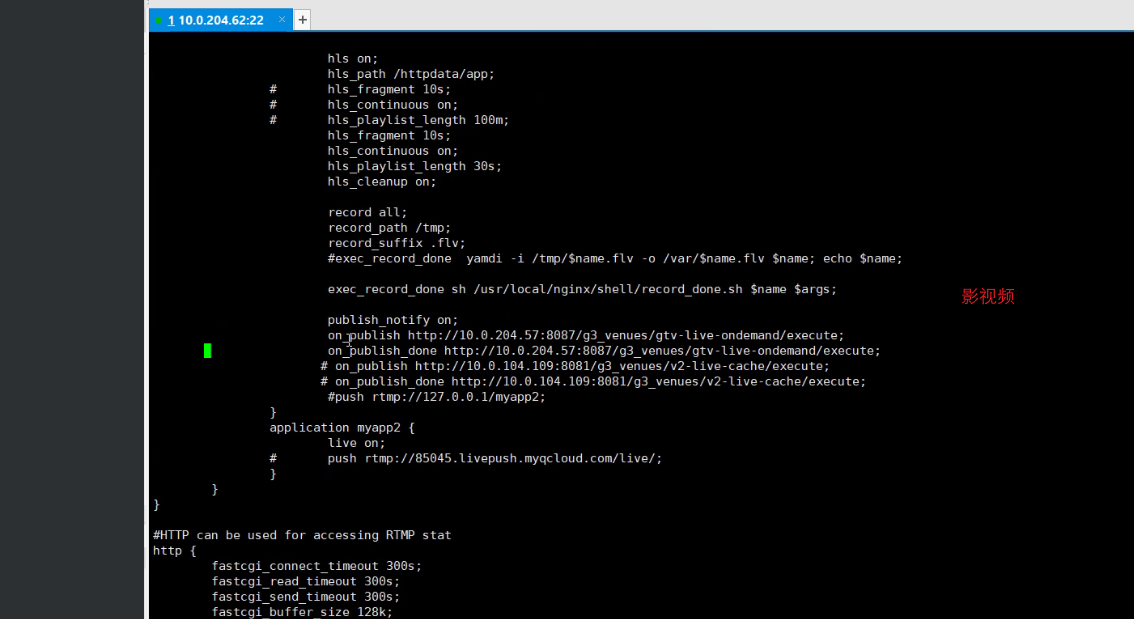 1 10.0.204.62:22 × +
hls on;
hls_path /httpdata/app;
# hls_fragment 10s;
# hls_continuous on;
# hls_playlist_length 100m;
hls_fragment 10s;
hls_continuous on;
hls_playlist_length 30s;
hls_cleanup on;
record all;
record_path /tmp;
record_suffix .flv;
#exec_record_done  yamdi -i /tmp/$name.flv -o /var/$name.flv $name; echo $name;
exec_record_done sh /usr/local/nginx/shell/record_done.sh $name $args;
影视频
publish_notify on;
on_publish http://10.0.204.57:8087/g3_venues/gtv-live-ondemand/execute;
on_publish_done http://10.0.204.57:8087/g3_venues/gtv-live-ondemand/execute;
# on_publish http://10.0.104.109:8081/g3_venues/v2-live-cache/execute;
# on_publish_done http://10.0.104.109:8081/g3_venues/v2-live-cache/execute;
#push rtmp://127.0.0.1/myapp2;
}
application myapp2 {
live on;
# push rtmp://85045.livepush.myqcloud.com/live/;
}
}
}
#HTTP can be used for accessing RTMP stat
http {
fastcgi_connect_timeout 300s;
fastcgi_read_timeout 300s;
fastcgi_send_timeout 300s;
fastcgi_buffer_size 128k;